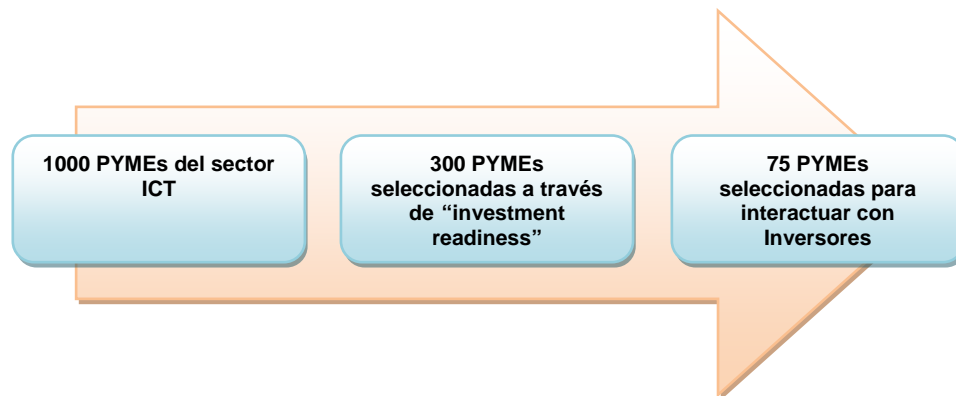 1000 PYMEs del sector
ICT
300 PYMEs
seleccionadas a través
de “investment
readiness”
75 PYMEs
seleccionadas para
interactuar con
Inversores